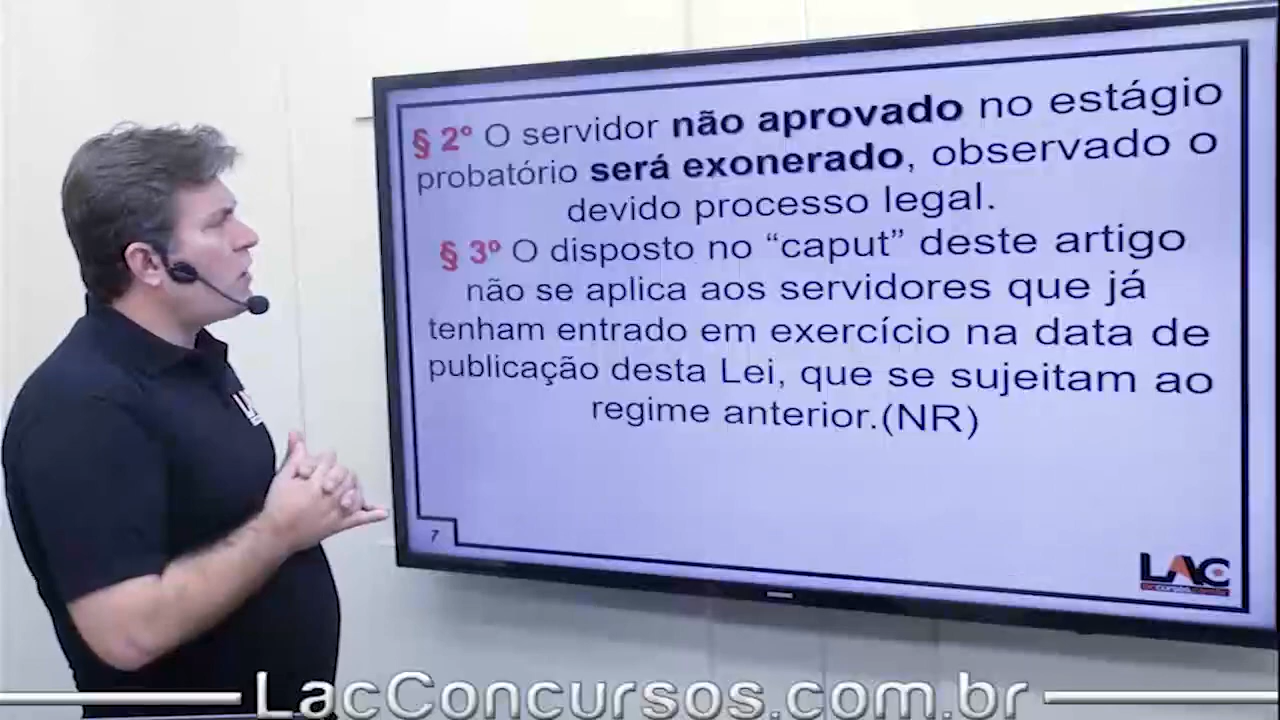 § 2º O servidor não aprovado no estágio
probatório será exonerado, observado o
devido processo legal.
§ 3º O disposto no “caput” deste artigo
não se aplica aos servidores que já
tenham entrado em exercício na data de
publicação desta Lei, que se sujeitam ao
regime anterior.(NR)
7
LAC
LacConcursos.com.br